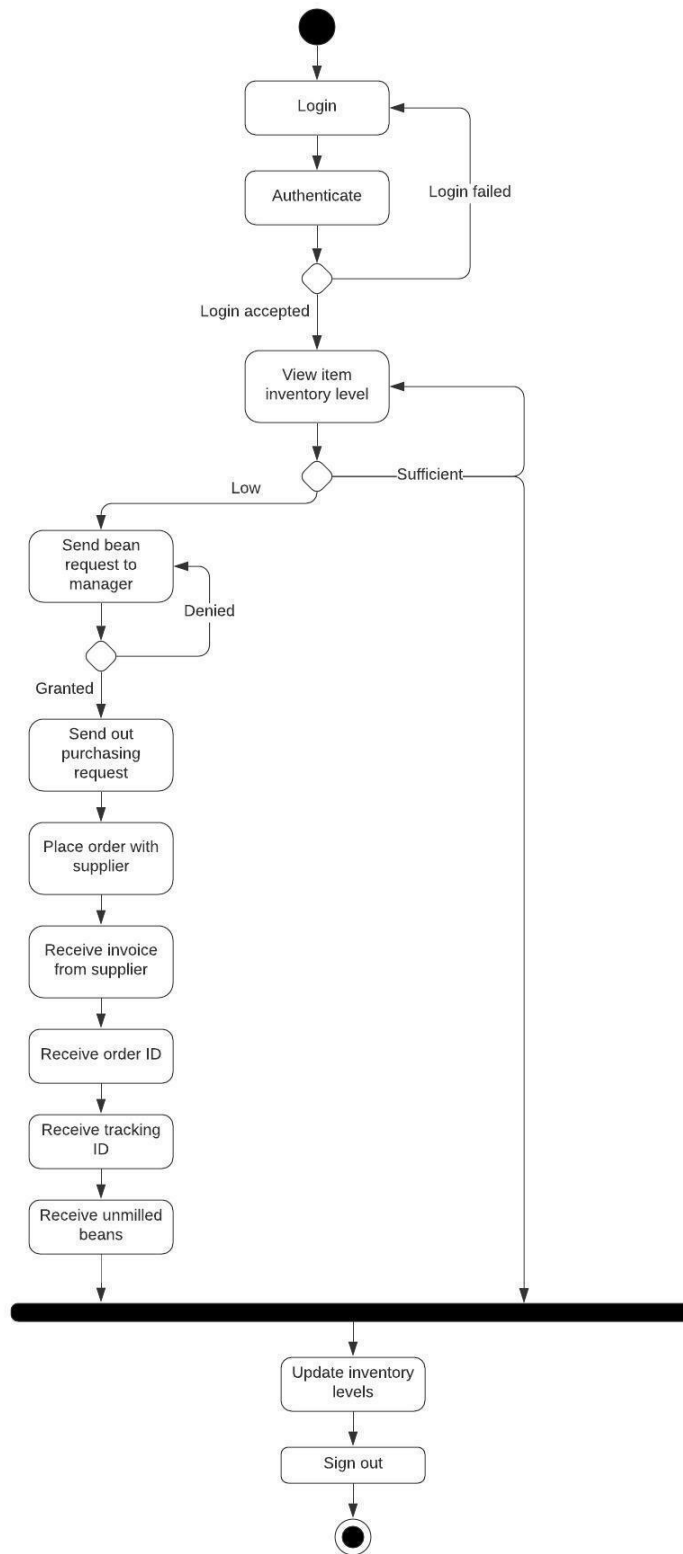 Login
Login failed
Authenticate
Login accepted
View item
inventory level
Sufficient
Low
Send bean
request to
manager
Denied
Granted
Send out
purchasing
request
Place order with
supplier
Receive invoice
from supplier
Receive order ID
Receive tracking
ID
Receive unmilled
beans
Update inventory
levels
Sign out